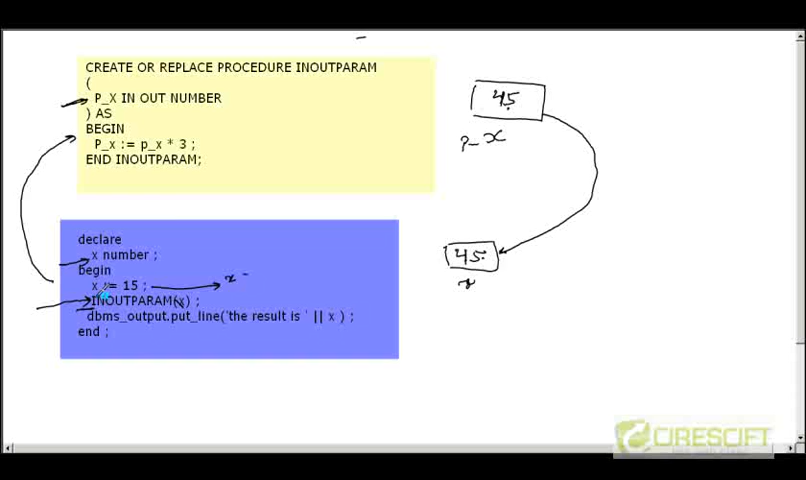 CREATE OR REPLACE PROCEDURE INOUTPARAM
(
P_X IN OUT NUMBER
) AS
BEGIN
P_x := p_x * 3 ;
END INOUTPARAM;
45
P_x
declare
x number ;
begin
x := 15 ;
INOUTPARAM(x) ;
dbms_output.put_line('the result is ' || x ) ;
end ;
x -
45
x
CIRESCIFT